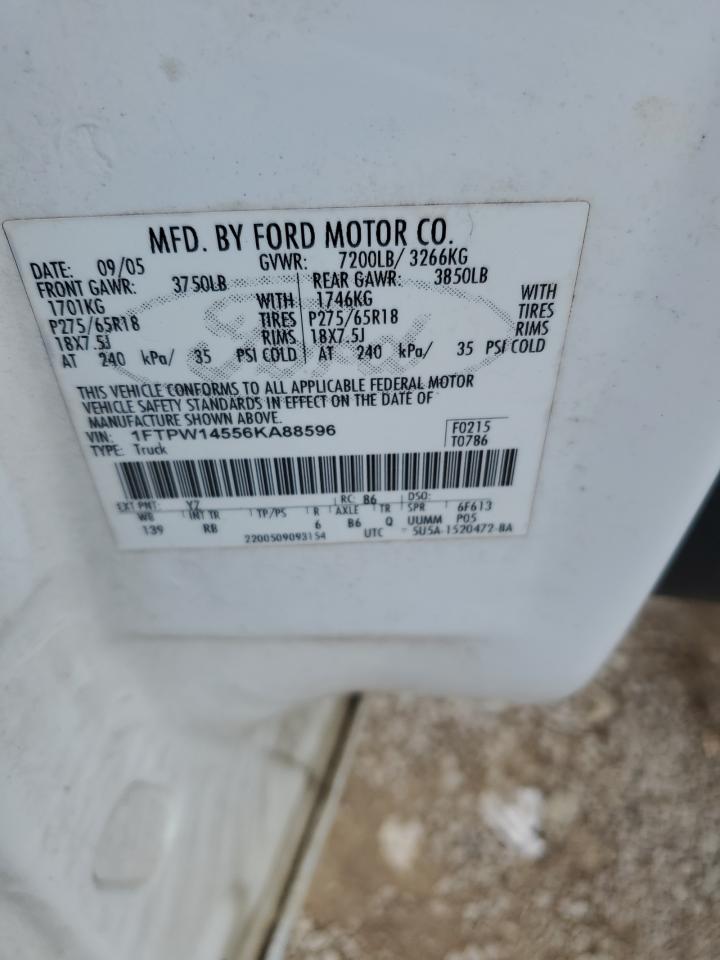 MFD. BY FORD MOTOR CO.
DATE: 09/05 GVWR: 7200LB/ 3266KG
FRONT GAWR: 3750LB REAR GAWR: 3850LB
1701KG WITH 1746KG WITH
P275/65R18 TIRES P275/65R18 TIRES
18X7.5J RIMS 18X7.5J RIMS
AT 240 kPa/ 35 PSI COLD AT 240 kPa/ 35 PSI COLD
THIS VEHICLE CONFORMS TO ALL APPLICABLE FEDERAL MOTOR
VEHICLE SAFETY STANDARDS IN EFFECT ON THE DATE OF
MANUFACTURE SHOWN ABOVE.
VIN: 1FTPW14556KA88596 F0215
TYPE: Truck T0786
EXT PNT: YZ RC: B6 DSO:
WB INT TR TP/PS R AXLE TR SPR 6F613
139 RB 6 B6 Q UUMM P05
2200509093154 UTC 5U5A-1520472-BA
Ford